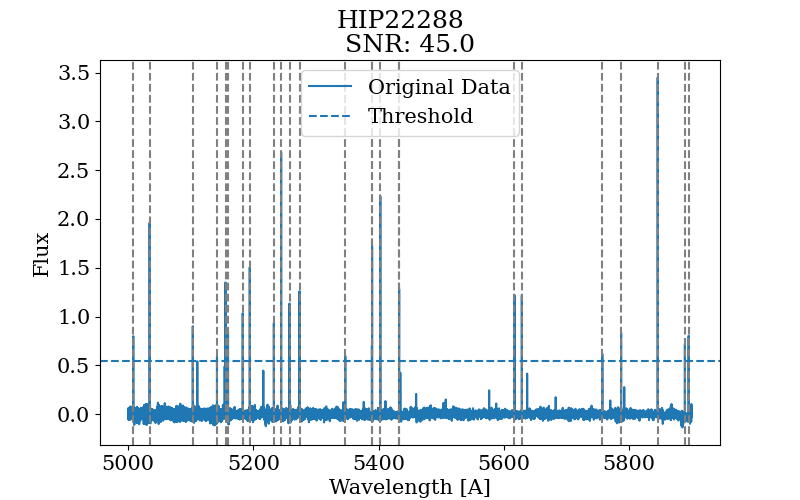 HIP22288
SNR: 45.0
Original Data
Threshold
Flux
3.5
3.0
2.5
2.0
1.5
1.0
0.5
0.0
5000 5200 5400 5600 5800
Wavelength [A]